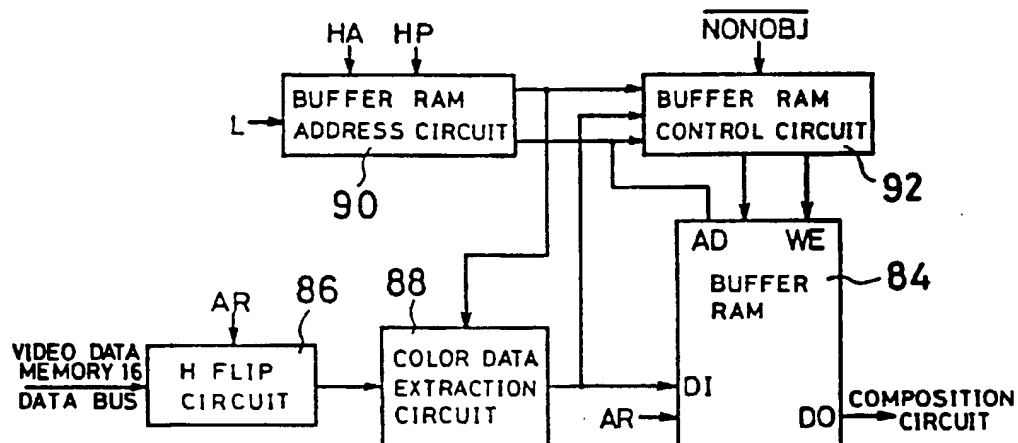 HA HP
NONOBJ
BUFFER RAM
ADDRESS CIRCUIT
L
90
BUFFER RAM
CONTROL CIRCUIT
92
AD WE
BUFFER
RAM
84
86
88
AR
VIDEO DATA
MEMORY 16
DATA BUS
H FLIP
CIRCUIT
COLOR DATA
EXTRACTION
CIRCUIT
DI
AR
DO
COMPOSITION
CIRCUIT